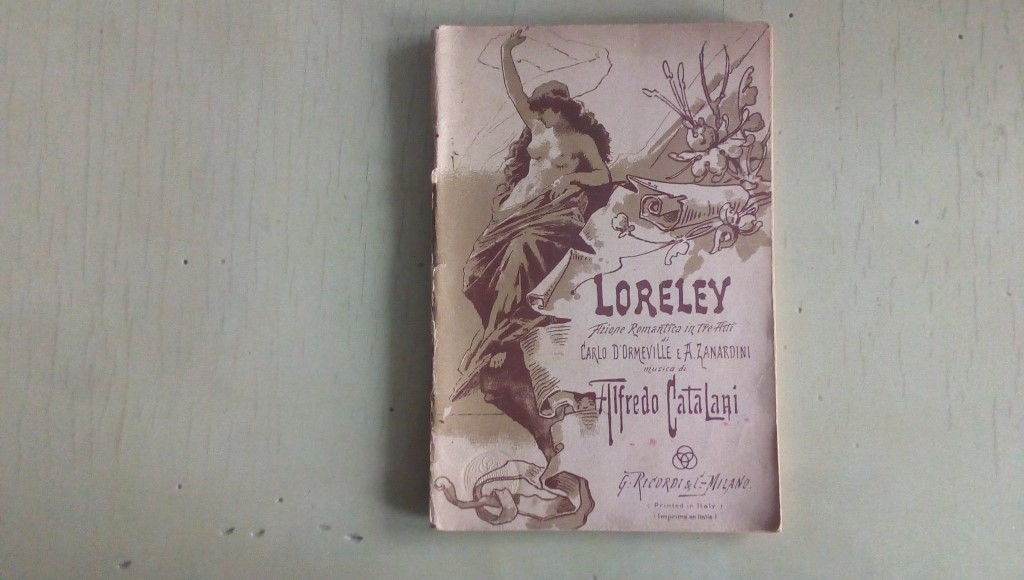 LORELEY
Azione Romantica in tre Atti
di
CARLO D'ORMEVILLE E A. ZANARDINI
musica di
Alfredo Catalani
G. RICORDI & C.- MILANO.
( Printed in Italy )
( Imprimé en Italie )